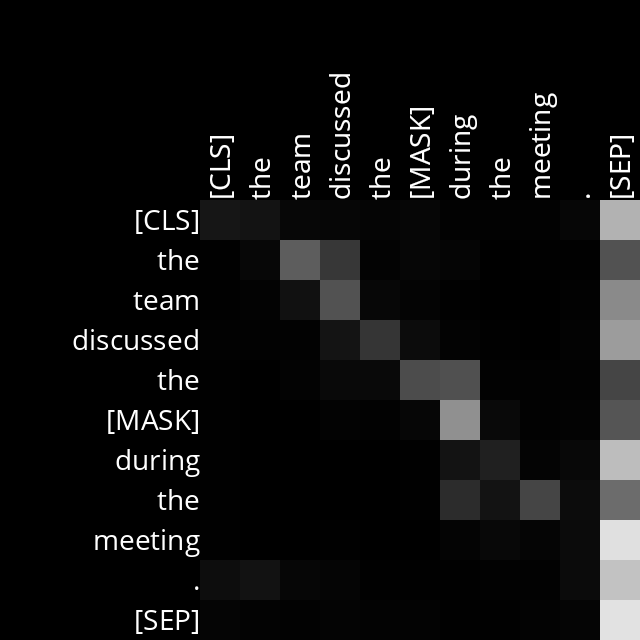 [CLS]
the
team
discussed
the
[MASK]
during
the
meeting
.
[SEP]
[CLS]
the
team
discussed
the
[MASK]
during
the
meeting
.
[SEP]